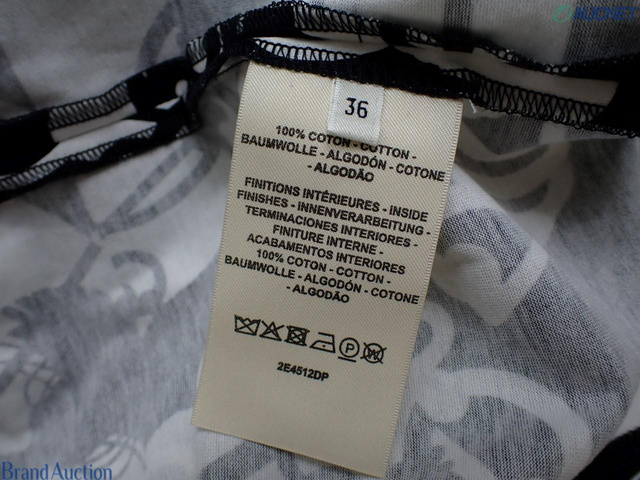 36
100% COTON - COTTON -
BAUMWOLLE - ALGODÓN - COTONE
- ALGODÃO
FINITIONS INTÉRIEURES - INSIDE
FINISHES - INNENVERARBEITUNG -
TERMINACIONES INTERIORES -
FINITURE INTERNE -
ACABAMENTOS INTERIORES
100% COTON - COTTON -
BAUMWOLLE - ALGODÓN - COTONE
- ALGODÃO
P W
2E4512DP
Brand Auction